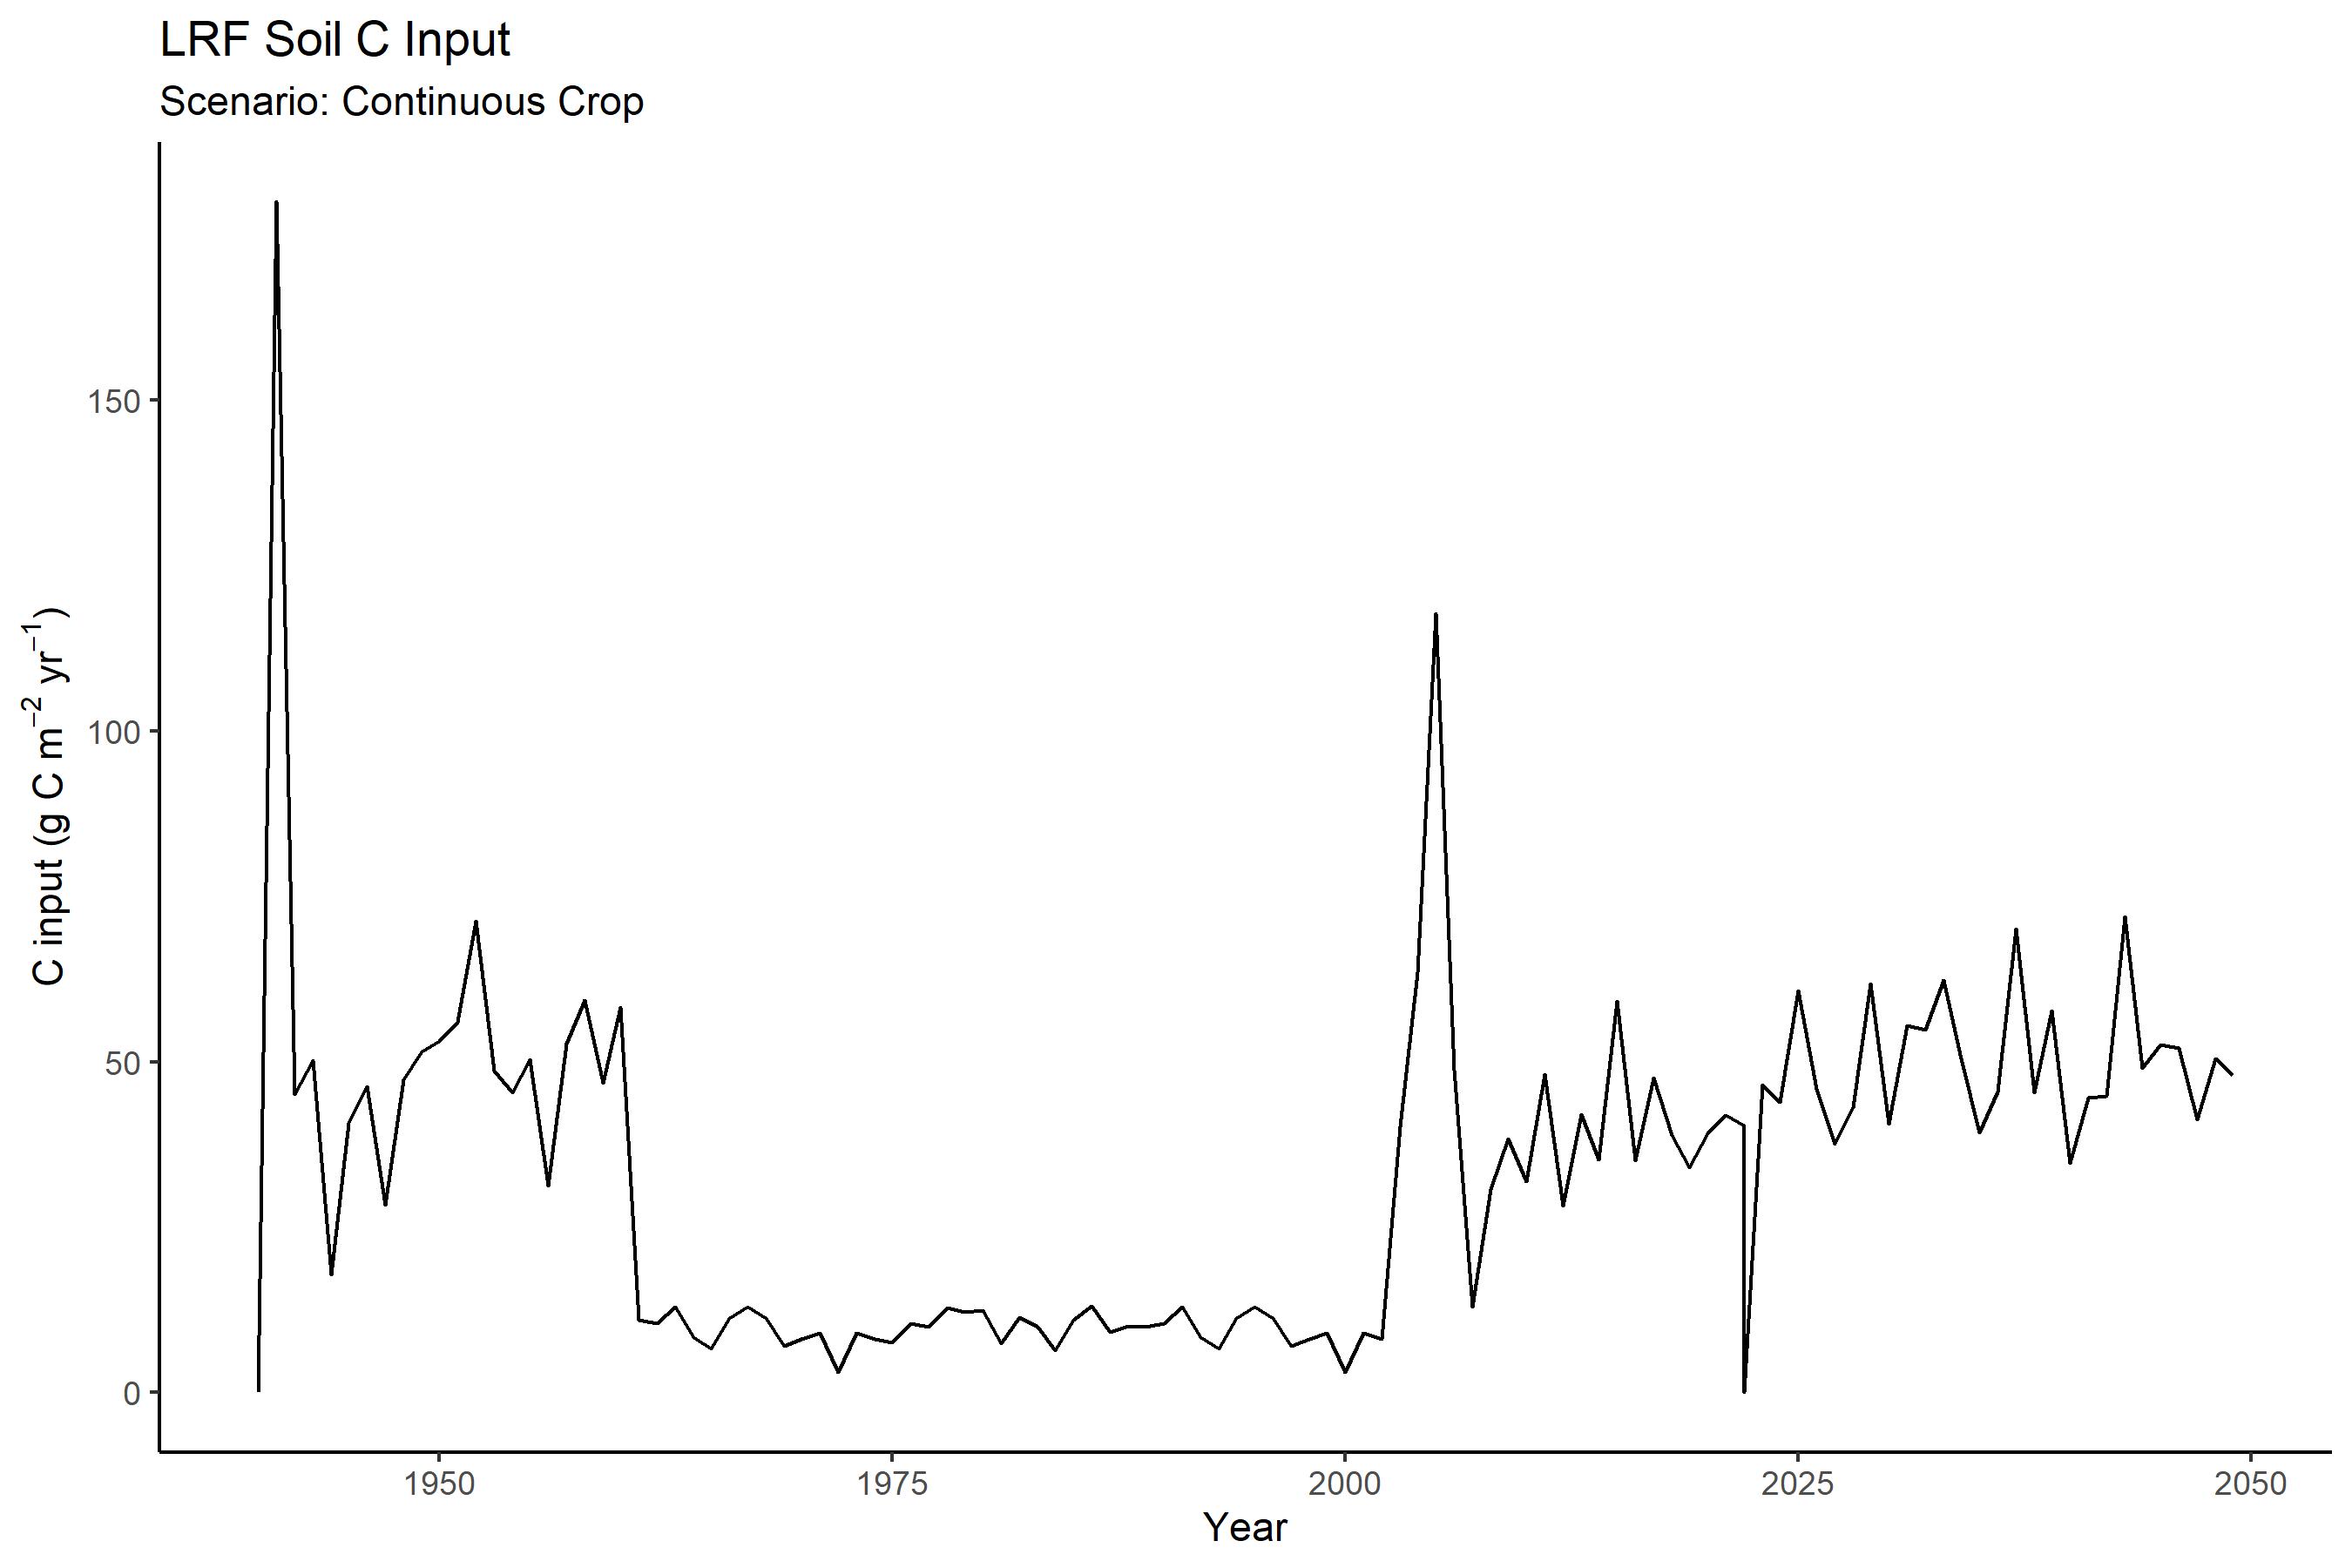 LRF Soil C Input
Scenario: Continuous Crop
C input (g C m⁻² yr⁻¹)
150
100
50
0
1950 1975 2000 2025 2050
Year